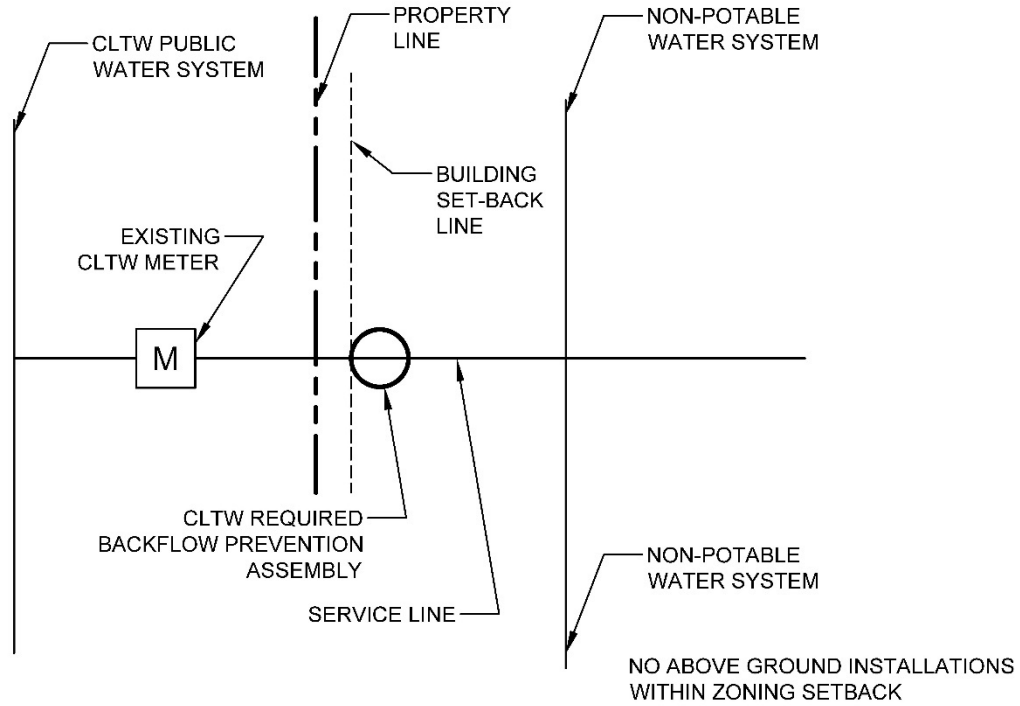 CLTW PUBLIC
WATER SYSTEM
PROPERTY
LINE
NON-POTABLE
WATER SYSTEM
BUILDING
SET-BACK
LINE
EXISTING
CLTW METER
M
CLTW REQUIRED
BACKFLOW PREVENTION
ASSEMBLY
SERVICE LINE
NON-POTABLE
WATER SYSTEM
NO ABOVE GROUND INSTALLATIONS
WITHIN ZONING SETBACK